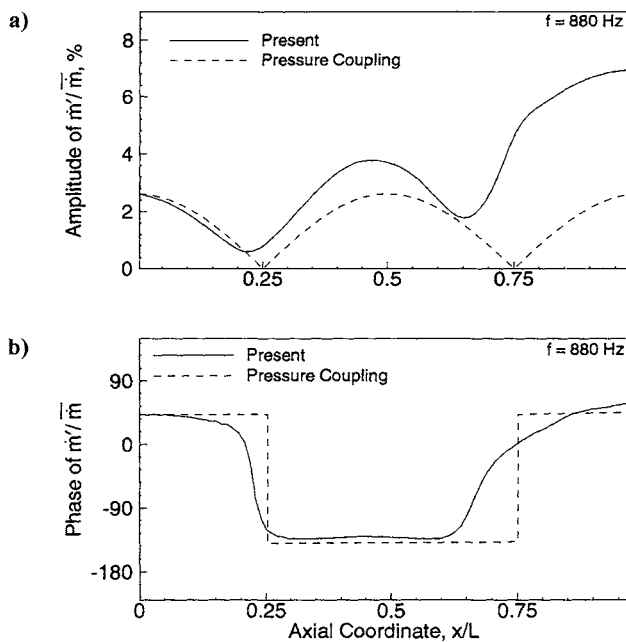 a)
f = 880 Hz
Present
Pressure Coupling
Amplitude of ṁ′/ m̄̇, %
8
6
4
2
0
0.25
0.5
0.75
b)
f = 880 Hz
Present
Pressure Coupling
Phase of ṁ′/ m̄̇
90
0
-90
-180
0
0.25
0.5
0.75
Axial Coordinate, x/L